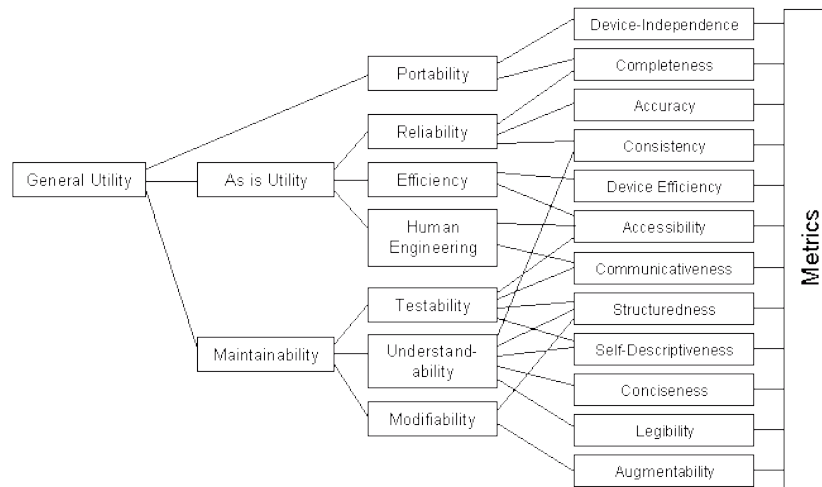 General Utility
As is Utility
Maintainability
Portability
Reliability
Efficiency
Human
Engineering
Testability
Understand-
ability
Modifiability
Device-Independence
Completeness
Accuracy
Consistency
Device Efficiency
Accessibility
Communicativeness
Structuredness
Self-Descriptiveness
Conciseness
Legibility
Augmentability
Metrics